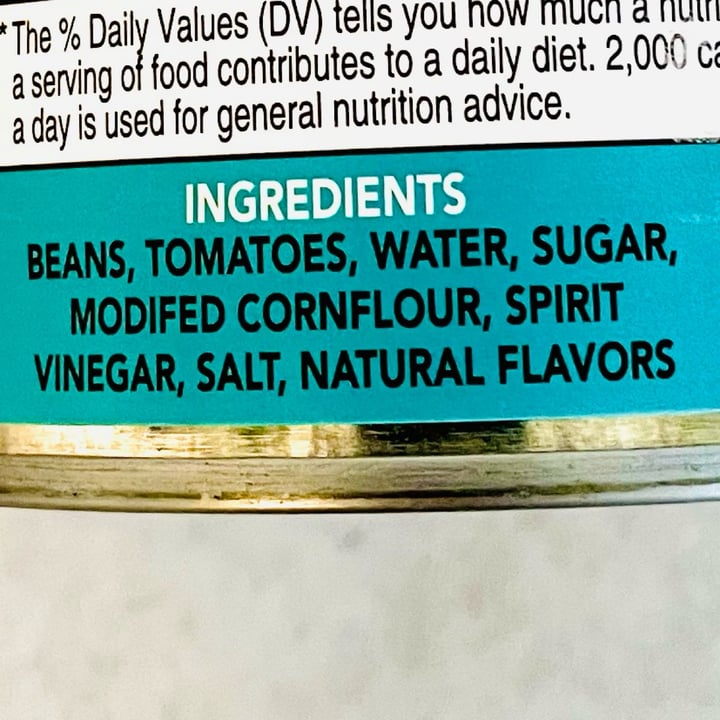 *The % Daily Values (DV) tells you how much a
a serving of food contributes to a daily diet. 2,000
a day is used for general nutrition advice.
INGREDIENTS
BEANS, TOMATOES, WATER, SUGAR,
MODIFED CORNFLOUR, SPIRIT
VINEGAR, SALT, NATURAL FLAVORS